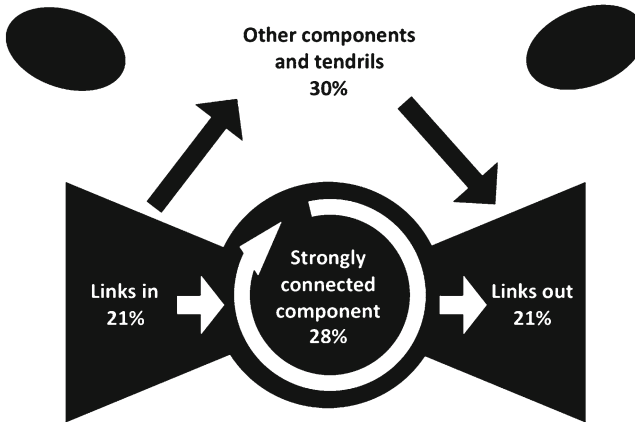 Other components
and tendrils
30%
Links in
21%
Strongly
connected
component
28%
Links out
21%